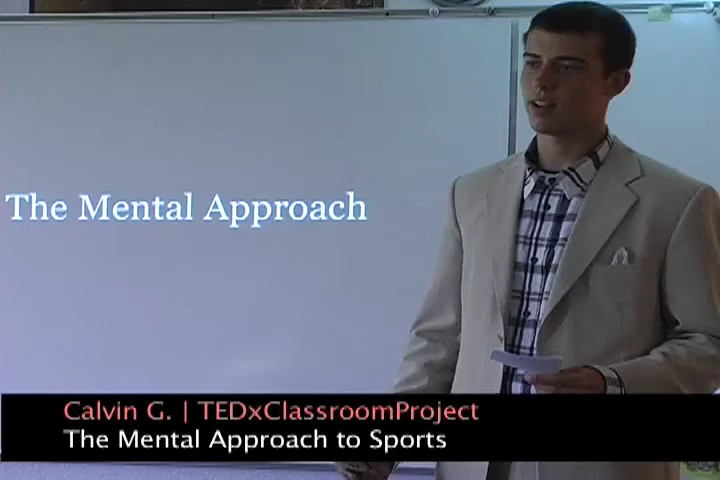 The Mental Approach
Calvin G. | TEDxClassroomProject
The Mental Approach to Sports